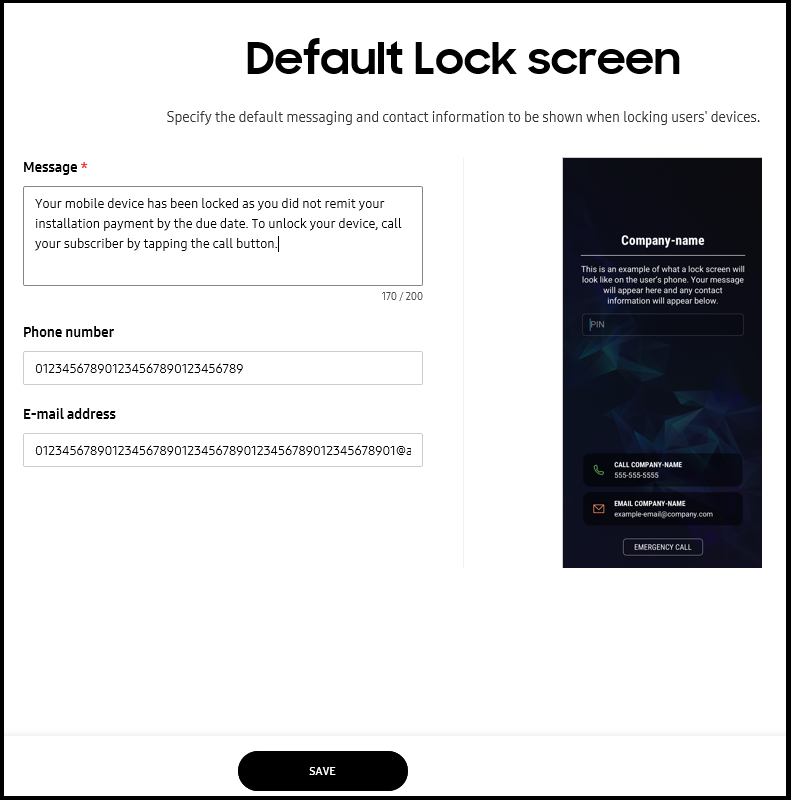 Default Lock screen
Specify the default messaging and contact information to be shown when locking users' devices.
Message *
Your mobile device has been locked as you did not remit your
installation payment by the due date. To unlock your device, call
your subscriber by tapping the call button.
170 / 200
Phone number
012345678901234567890123456789
E-mail address
0123456789012345678901234567890123456789012345678901@a
Company-name
This is an example of what a lock screen will
look like on the user's phone. Your message
will appear here and any contact
information will appear below.
PIN
CALL COMPANY-NAME
555-555-5555
EMAIL COMPANY-NAME
example-email@company.com
EMERGENCY CALL
SAVE